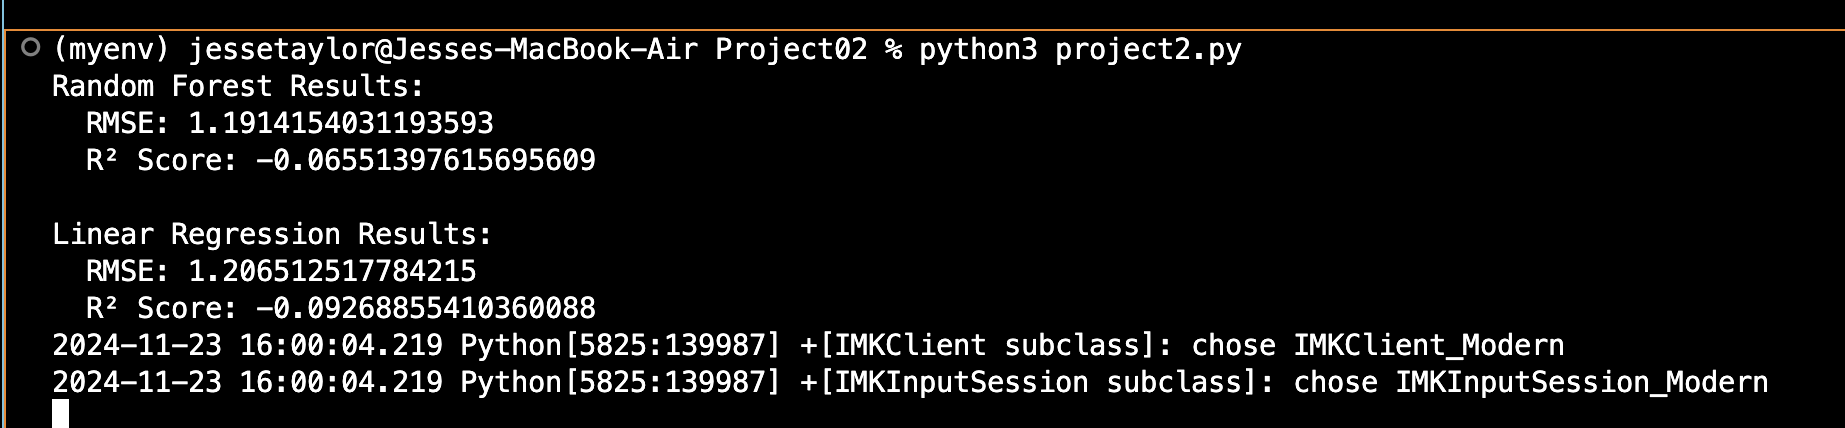 (myenv) jessetaylor@Jesses-MacBook-Air Project02 % python3 project2.py
Random Forest Results:
  RMSE: 1.1914154031193593
  R² Score: -0.06551397615695609

Linear Regression Results:
  RMSE: 1.206512517784215
  R² Score: -0.09268855410360088
2024-11-23 16:00:04.219 Python[5825:139987] +[IMKClient subclass]: chose IMKClient_Modern
2024-11-23 16:00:04.219 Python[5825:139987] +[IMKInputSession subclass]: chose IMKInputSession_Modern